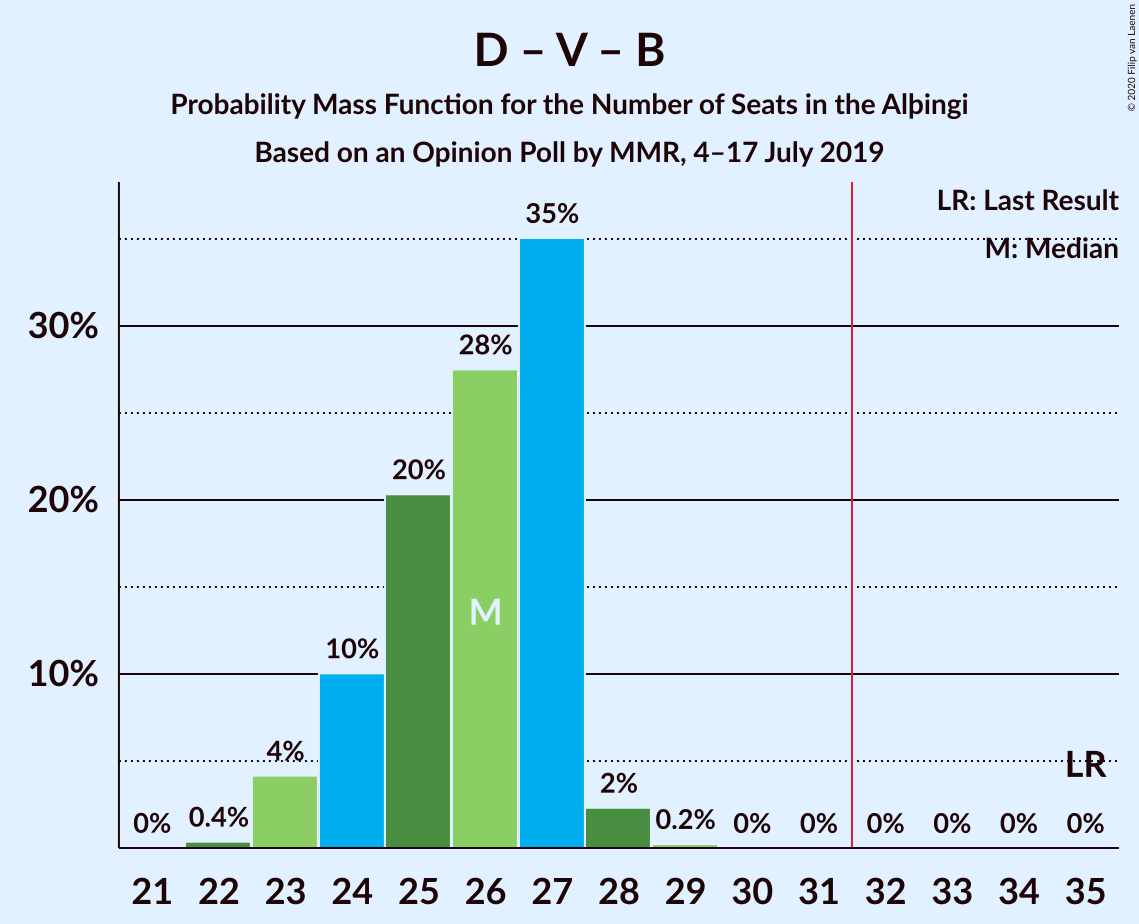 D – V – B
Probability Mass Function for the Number of Seats in the Alþingi
Based on an Opinion Poll by MMR, 4–17 July 2019
© 2020 Filip van Laenen
LR: Last Result
M: Median
35%
30%
28%
20%
20%
M
10%
10%
4%
LR
2%
0%
0.4%
0.2%
0%
0%
0%
0%
0%
0%
21 22 23 24 25 26 27 28 29 30 31 32 33 34 35